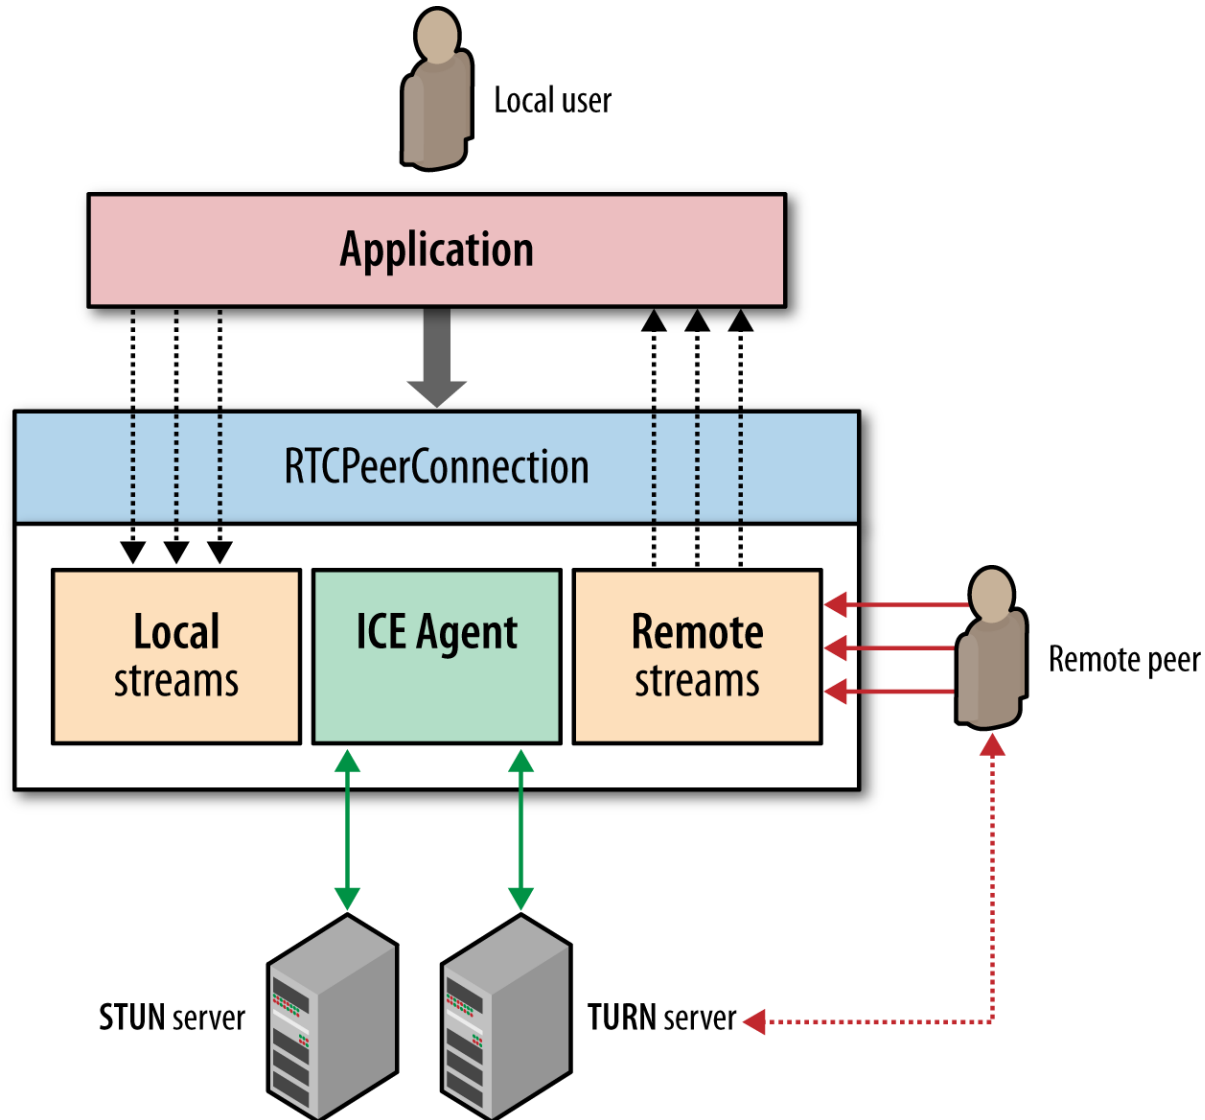 Local user
Application
RTCPeerConnection
Local
streams
ICE Agent
Remote
streams
Remote peer
STUN server
TURN server